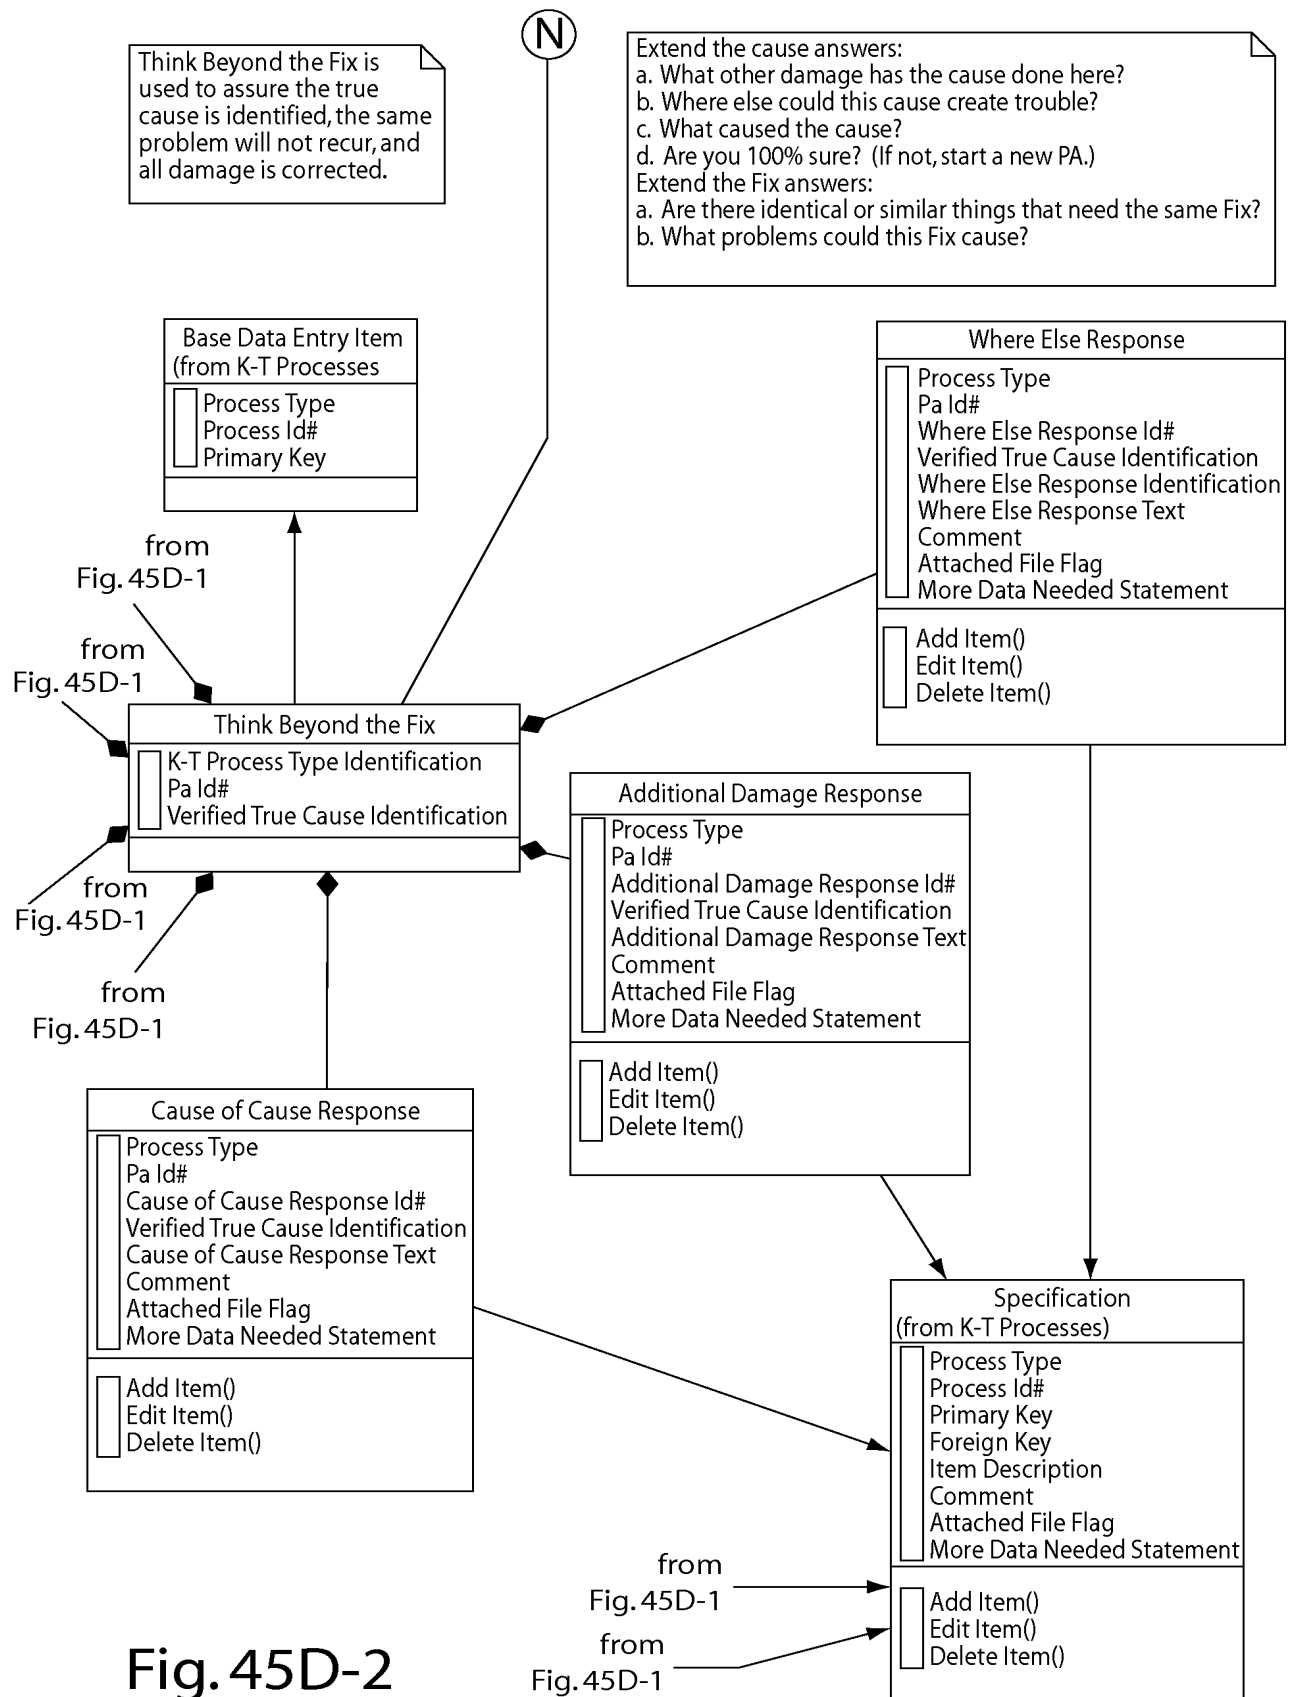 N
Think Beyond the Fix is
used to assure the true
cause is identified, the same
problem will not recur, and
all damage is corrected.
Extend the cause answers:
a. What other damage has the cause done here?
b. Where else could this cause create trouble?
c. What caused the cause?
d. Are you 100% sure? (If not, start a new PA.)
Extend the Fix answers:
a. Are there identical or similar things that need the same Fix?
b. What problems could this Fix cause?
Base Data Entry Item
(from K-T Processes
Process Type
Process Id#
Primary Key
Where Else Response
Process Type
Pa Id#
Where Else Response Id#
Verified True Cause Identification
Where Else Response Identification
Where Else Response Text
Comment
Attached File Flag
More Data Needed Statement
Add Item()
Edit Item()
Delete Item()
from
Fig. 45D-1
from
Fig. 45D-1
Think Beyond the Fix
K-T Process Type Identification
Pa Id#
Verified True Cause Identification
from
Fig. 45D-1
from
Fig. 45D-1
Additional Damage Response
Process Type
Pa Id#
Additional Damage Response Id#
Verified True Cause Identification
Additional Damage Response Text
Comment
Attached File Flag
More Data Needed Statement
Add Item()
Edit Item()
Delete Item()
Cause of Cause Response
Process Type
Pa Id#
Cause of Cause Response Id#
Verified True Cause Identification
Cause of Cause Response Text
Comment
Attached File Flag
More Data Needed Statement
Add Item()
Edit Item()
Delete Item()
Specification
(from K-T Processes)
Process Type
Process Id#
Primary Key
Foreign Key
Item Description
Comment
Attached File Flag
More Data Needed Statement
Add Item()
Edit Item()
Delete Item()
from
Fig. 45D-1
from
Fig. 45D-1
Fig. 45D-2